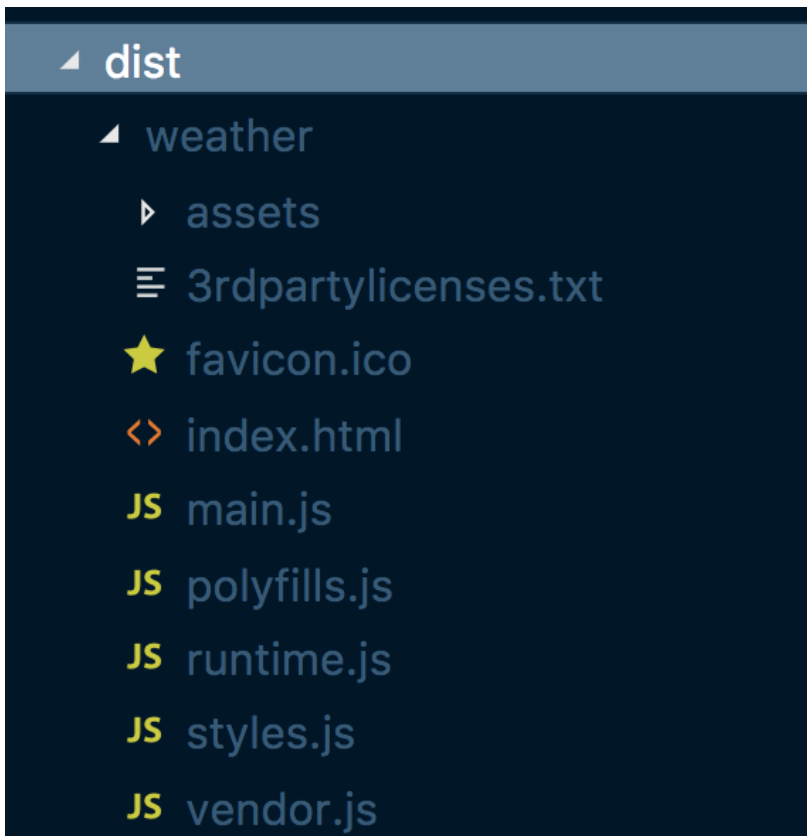 dist
weather
assets
3rdpartylicenses.txt
favicon.ico
index.html
JS main.js
JS polyfills.js
JS runtime.js
JS styles.js
JS vendor.js